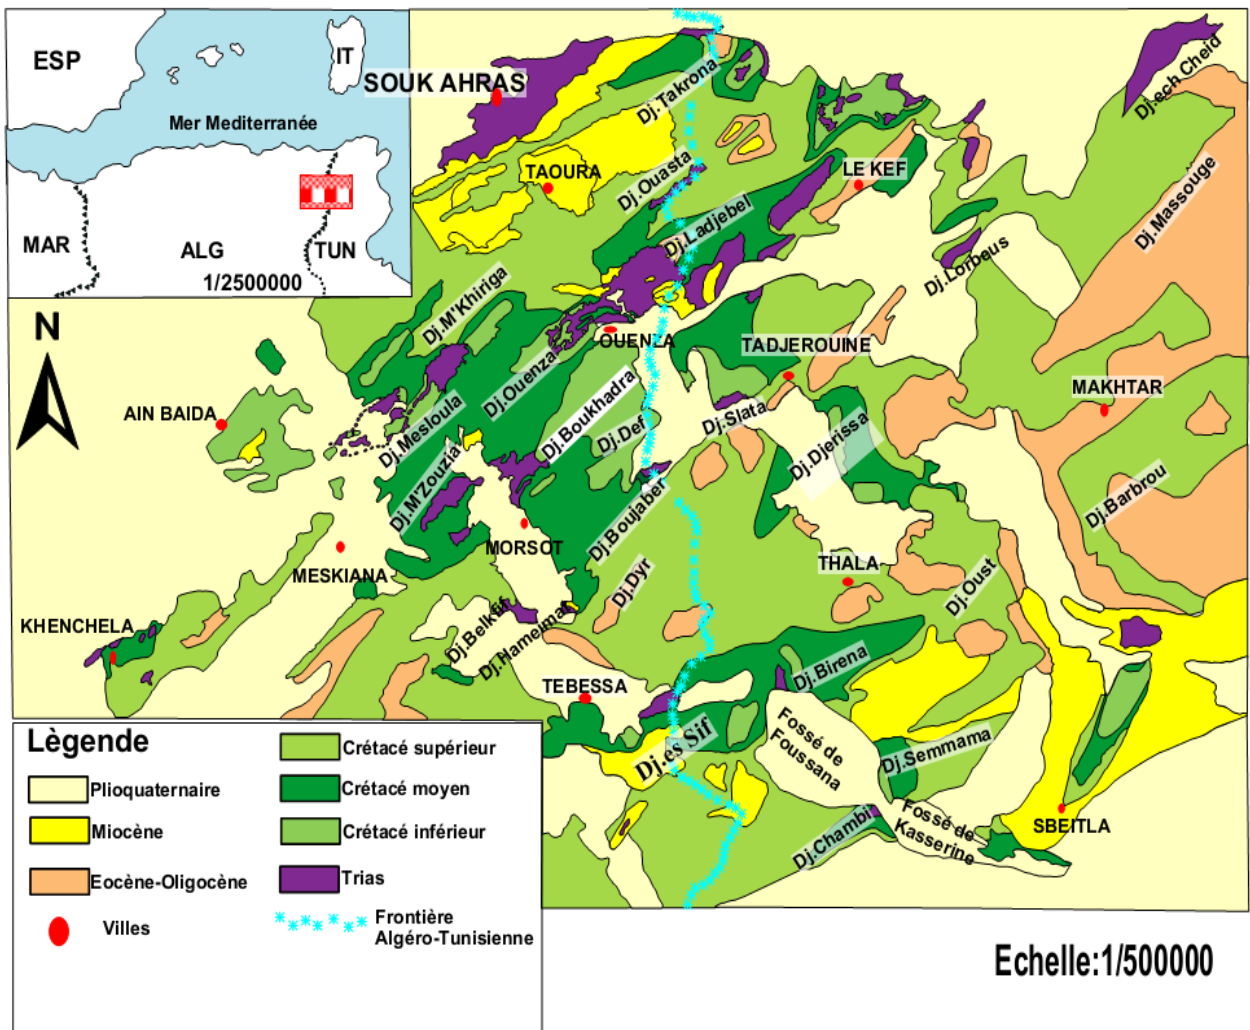 ESP
IT
SOUK AHRAS
Mer Mediterranée
MAR
ALG
TUN
1/2500000
N
Dj.ech Cheid
Dj.Takrona
Dj.Massouge
TAOURA
Dj.Ouasta
LE KEF
Dj.Ladjebel
Dj.Lorbeus
Dj.M'Khiriga
OUENZA
TADJEROUINE
Dj.Ouenza
MAKHTAR
AIN BAIDA
Dj.Mesloula
Dj.Boukhadra
Dj.Def
Dj.Slata
Dj.Djerissa
Dj.M'Zouzia
Dj.Boujaber
Dj.Barbrou
MORSOT
MESKIANA
Dj.Dyr
THALA
Dj.Oust
KHENCHELA
Dj.Belkfif
Dj.Hameimat
Dj.Birena
TEBESSA
Fossé de
Foussana
Dj.es Sif
Dj.Semmama
Fossé de
Kasserine
Dj.Chambi
SBEITLA
Lègende
Plioquaternaire
Miocène
Eocène-Oligocène
Villes
Crétacé supérieur
Crétacé moyen
Crétacé inférieur
Trias
Frontière
Algéro-Tunisienne
Echelle:1/500000